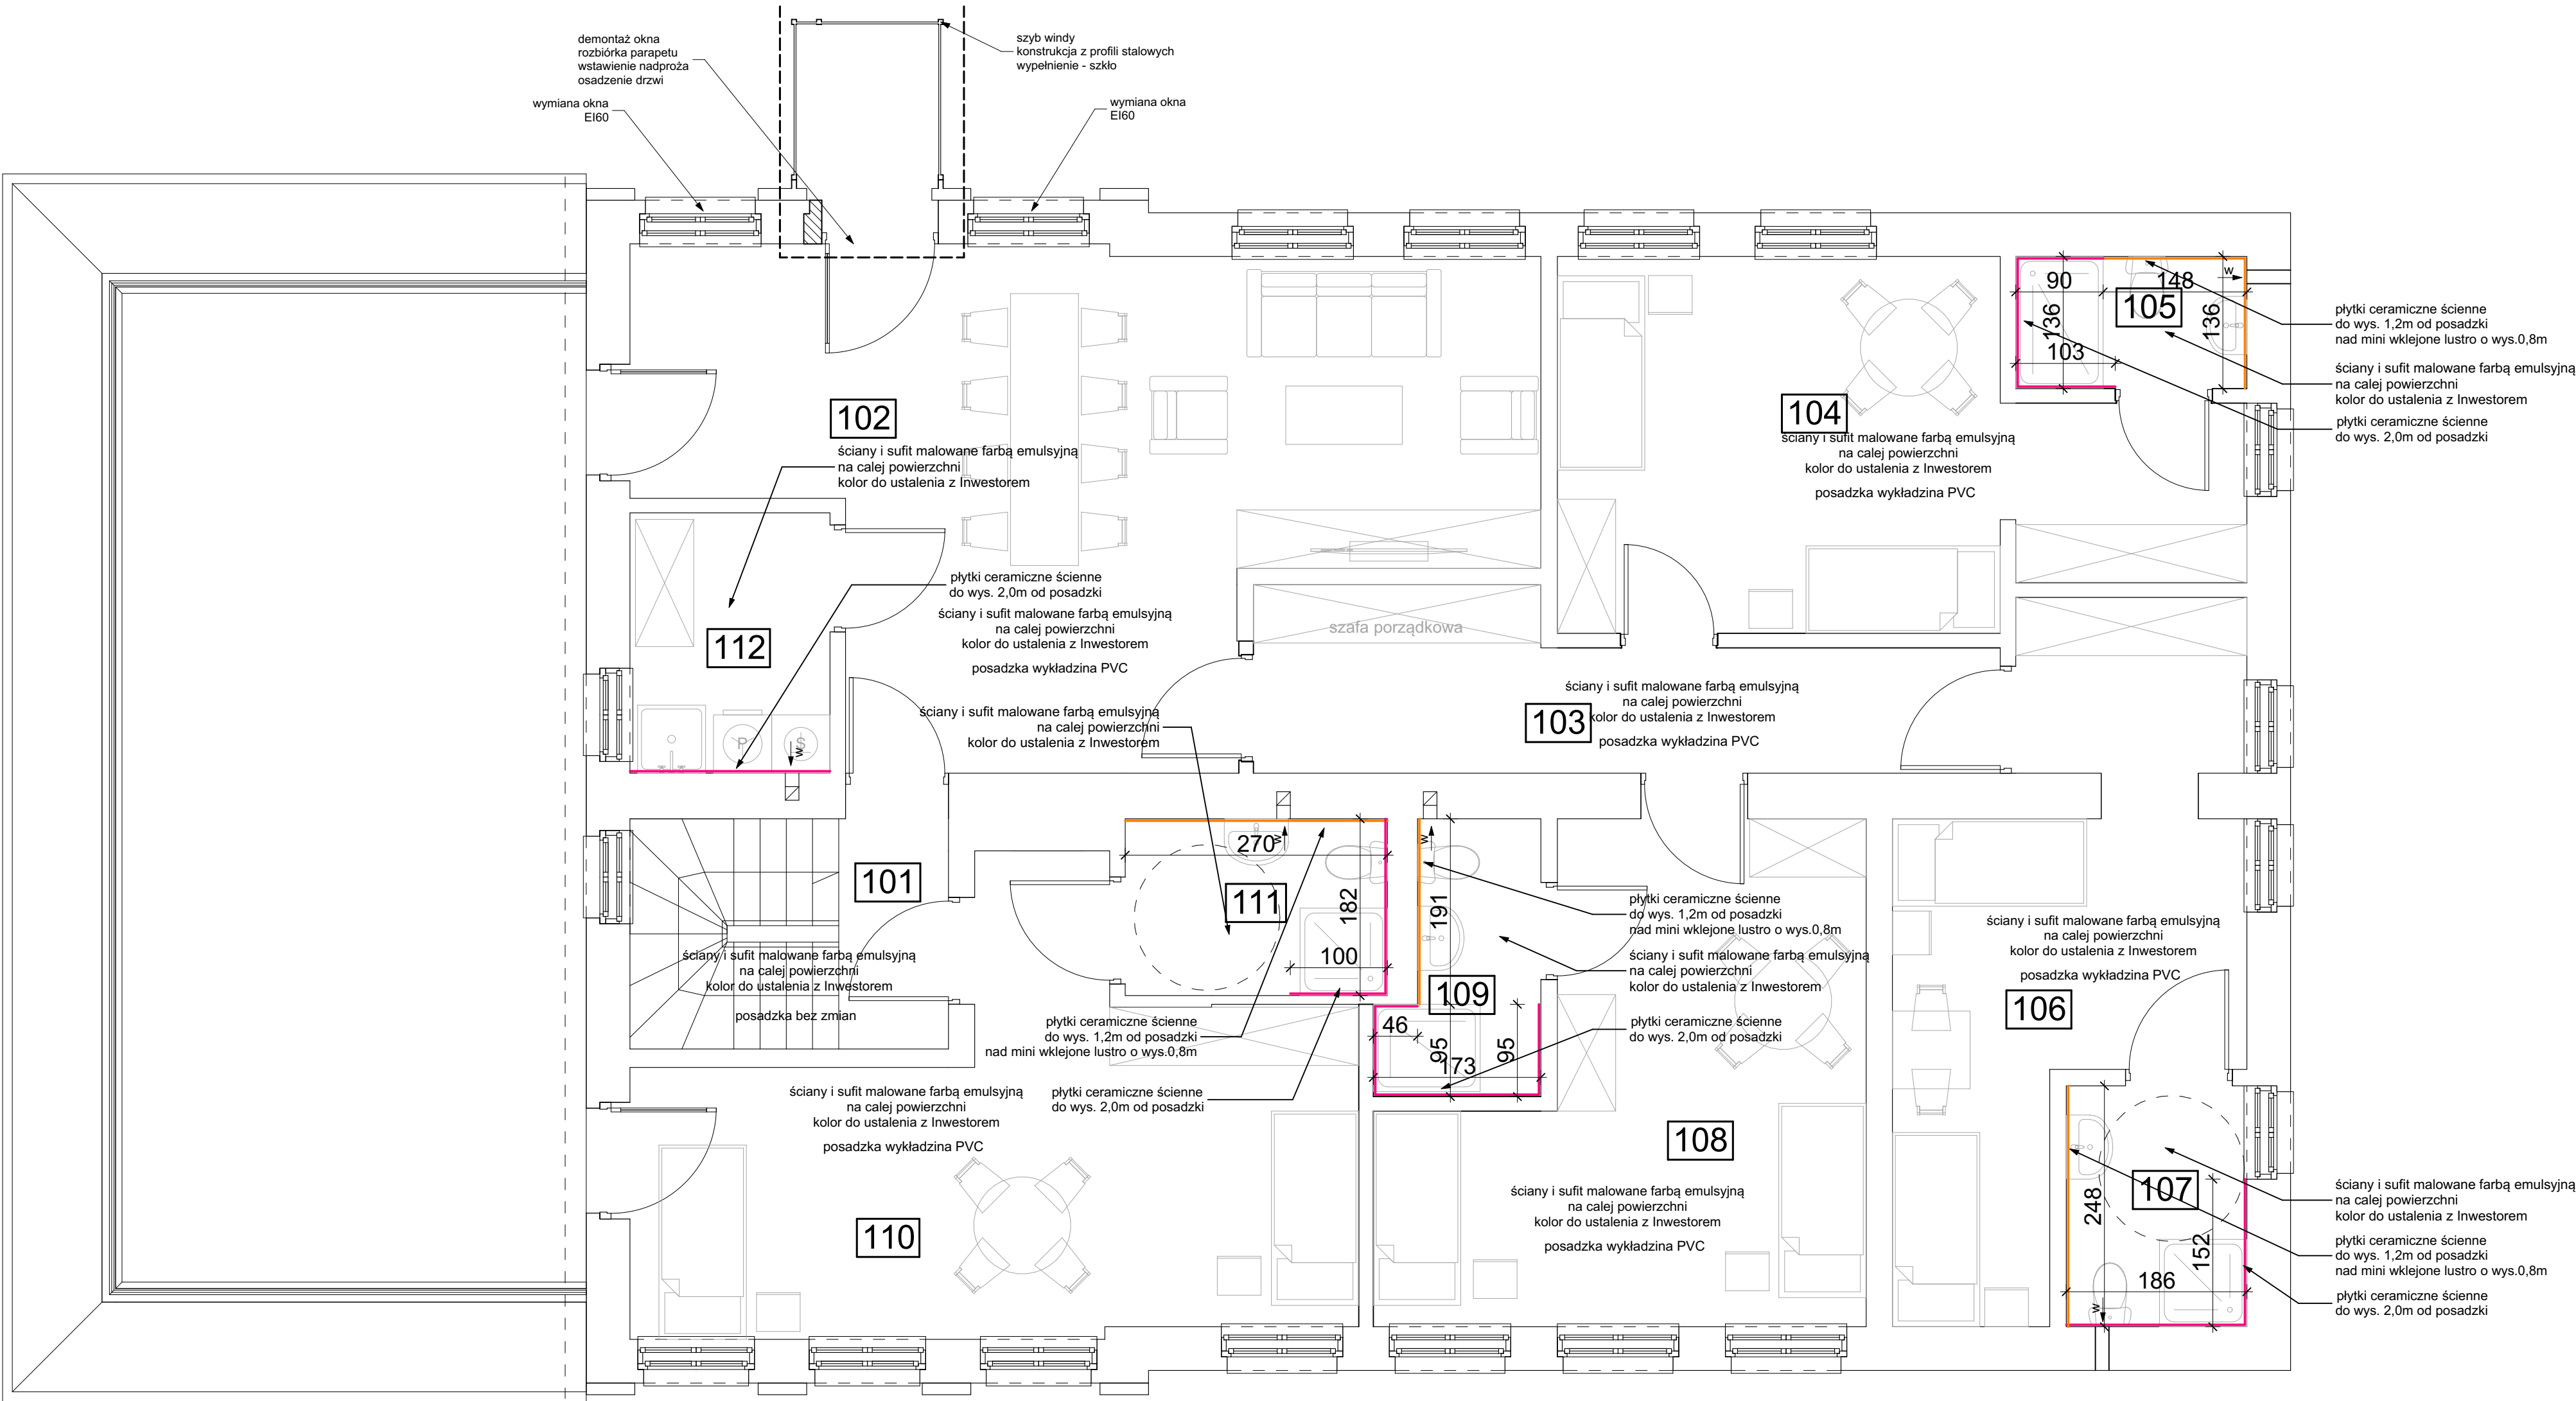 demontaż okna
rozbiórka parapetu
wstawienie nadproża
osadzenie drzwi
szyb windy
konstrukcja z profili stalowych
wypełnienie - szkło
wymiana okna
EI60
wymiana okna
EI60
102
ściany i sufit malowane farbą emulsyjną
na calej powierzchni
kolor do ustalenia z Inwestorem
104
ściany i sufit malowane farbą emulsyjną
na calej powierzchni
kolor do ustalenia z Inwestorem
posadzka wykładzina PVC
90
148
w
105
136
136
103
płytki ceramiczne ścienne
do wys. 1,2m od posadzki
nad mini wklejone lustro o wys.0,8m
ściany i sufit malowane farbą emulsyjną
na calej powierzchni
kolor do ustalenia z Inwestorem
płytki ceramiczne ścienne
do wys. 2,0m od posadzki
płytki ceramiczne ścienne
do wys. 2,0m od posadzki
ściany i sufit malowane farbą emulsyjną
na calej powierzchni
kolor do ustalenia z Inwestorem
posadzka wykładzina PVC
szafa porządkowa
112
P
S
w
ściany i sufit malowane farbą emulsyjną
na calej powierzchni
kolor do ustalenia z Inwestorem
103
ściany i sufit malowane farbą emulsyjną
na calej powierzchni
kolor do ustalenia z Inwestorem
posadzka wykładzina PVC
101
ściany i sufit malowane farbą emulsyjną
na calej powierzchni
kolor do ustalenia z Inwestorem
posadzka bez zmian
270
w
111
182
100
w
191
109
46
95
173
95
płytki ceramiczne ścienne
do wys. 1,2m od posadzki
nad mini wklejone lustro o wys.0,8m
ściany i sufit malowane farbą emulsyjną
na calej powierzchni
kolor do ustalenia z Inwestorem
płytki ceramiczne ścienne
do wys. 2,0m od posadzki
płytki ceramiczne ścienne
do wys. 1,2m od posadzki
nad mini wklejone lustro o wys.0,8m
płytki ceramiczne ścienne
do wys. 2,0m od posadzki
ściany i sufit malowane farbą emulsyjną
na calej powierzchni
kolor do ustalenia z Inwestorem
posadzka wykładzina PVC
106
ściany i sufit malowane farbą emulsyjną
na calej powierzchni
kolor do ustalenia z Inwestorem
posadzka wykładzina PVC
110
108
ściany i sufit malowane farbą emulsyjną
na calej powierzchni
kolor do ustalenia z Inwestorem
posadzka wykładzina PVC
107
248
152
186
w
ściany i sufit malowane farbą emulsyjną
na calej powierzchni
kolor do ustalenia z Inwestorem
płytki ceramiczne ścienne
do wys. 1,2m od posadzki
nad mini wklejone lustro o wys.0,8m
płytki ceramiczne ścienne
do wys. 2,0m od posadzki